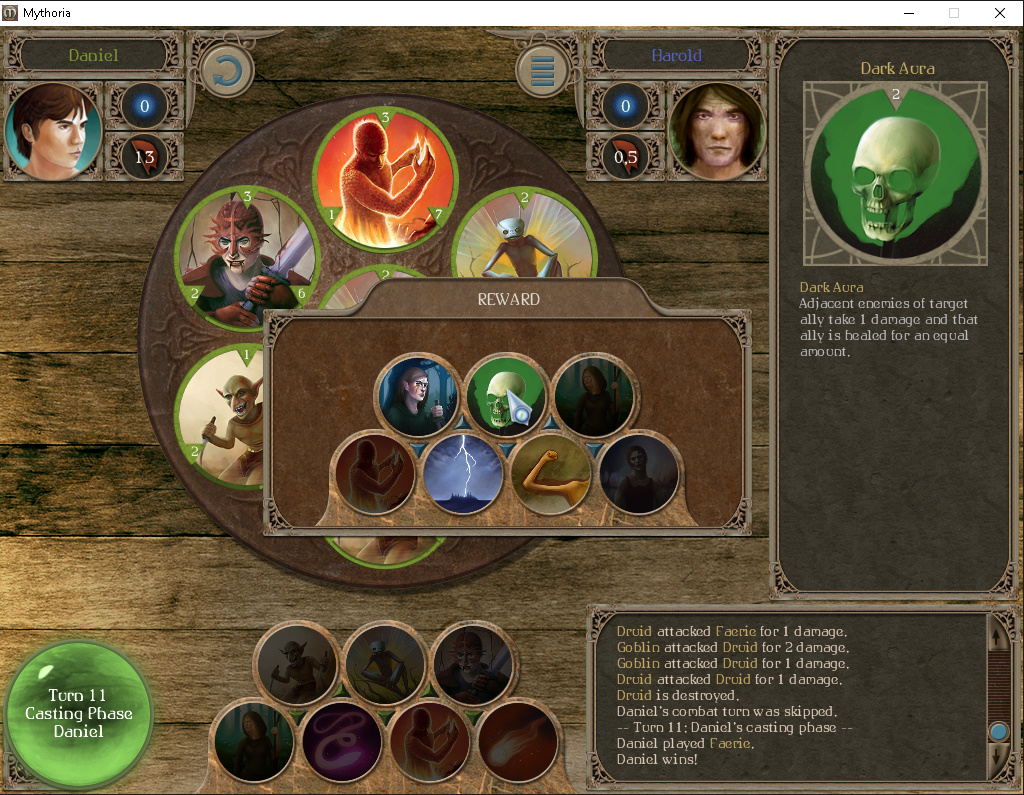 Mythoria
Daniel
Harold
0
13
0
0,5
Dark Aura
2
3
1
7
3
2
6
2
2
1
2
REWARD
Dark Aura
Adjacent enemies of target
ally take 1 damage and that
ally is healed for an equal
amount.
Turn 11
Casting Phase
Daniel
Druid attacked Faerie for 1 damage.
Goblin attacked Druid for 2 damage.
Goblin attacked Druid for 1 damage.
Druid attacked Druid for 1 damage.
Druid is destroyed.
Daniel's combat turn was skipped.
-- Turn 11: Daniel's casting phase --
Daniel played Faerie.
Daniel wins!